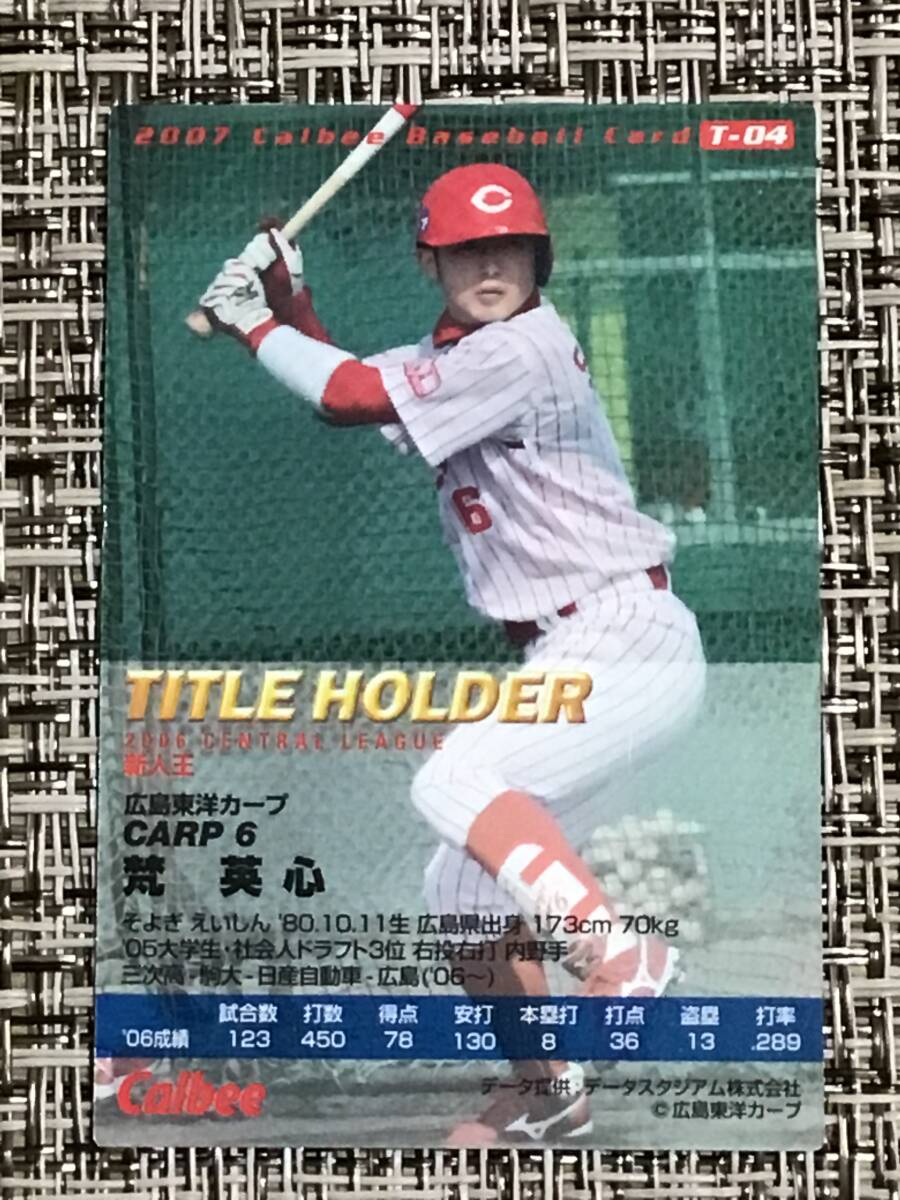 2007 Calbee Baseball Card T-04
6
TITLE HOLDER
2006 CENTRAL LEAGUE
新人王
広島東洋カープ
CARP 6
梵 英心
そよぎ えいしん '80.10.11生 広島県出身 173cm 70kg
'05大学生・社会人ドラフト3位 右投右打 内野手
三次高-駒大-日産自動車-広島('06〜)
試合数 打数 得点 安打 本塁打 打点 盗塁 打率
'06成績 123 450 78 130 8 36 13 .289
Calbee
データ提供:データスタジアム株式会社
©広島東洋カープ